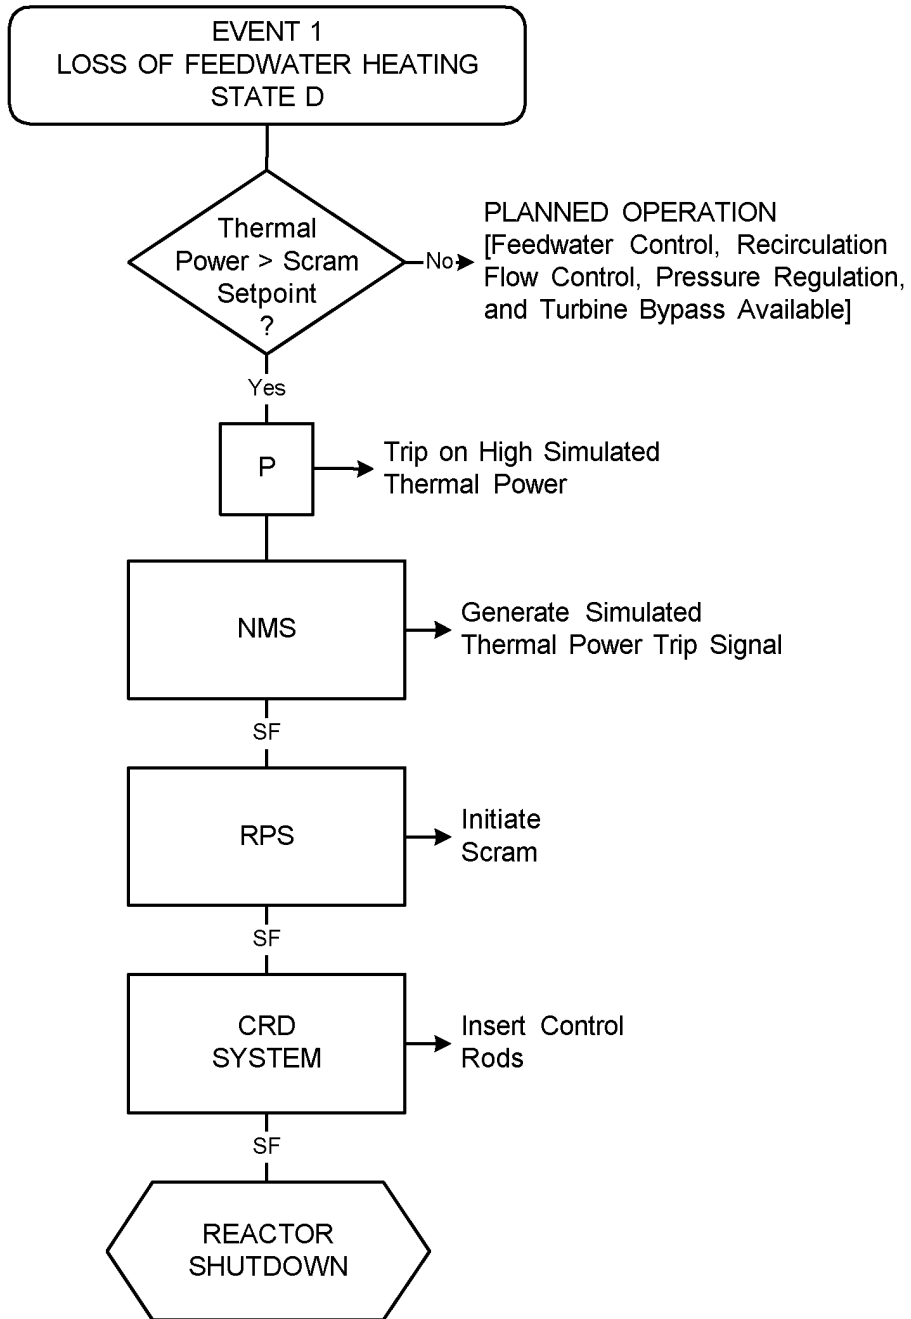 EVENT 1
LOSS OF FEEDWATER HEATING
STATE D
Thermal
Power > Scram
Setpoint
?
No
PLANNED OPERATION
[Feedwater Control, Recirculation
Flow Control, Pressure Regulation,
and Turbine Bypass Available]
Yes
P
Trip on High Simulated
Thermal Power
NMS
Generate Simulated
Thermal Power Trip Signal
SF
RPS
Initiate
Scram
SF
CRD
SYSTEM
Insert Control
Rods
SF
REACTOR
SHUTDOWN